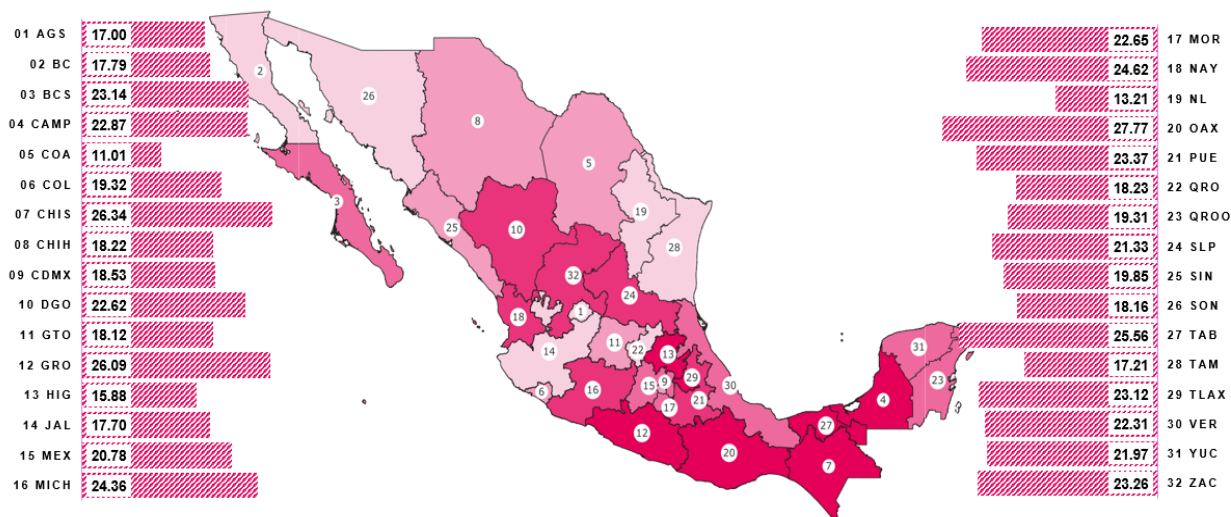 01 AGS 17.00
02 BC 17.79
03 BCS 23.14
04 CAMP 22.87
05 COA 11.01
06 COL 19.32
07 CHIS 26.34
08 CHIH 18.22
09 CDMX 18.53
10 DGO 22.62
11 GTO 18.12
12 GRO 26.09
13 HIG 15.88
14 JAL 17.70
15 MEX 20.78
16 MICH 24.36
2
26
8
5
3
19
25
10
28
32
24
18
1
14
11
22
13
31
6
16
15
9
29
30
23
21
17
4
12
27
20
7
22.65 17 MOR
24.62 18 NAY
13.21 19 NL
27.77 20 OAX
23.37 21 PUE
18.23 22 QRO
19.31 23 QROO
21.33 24 SLP
19.85 25 SIN
18.16 26 SON
25.56 27 TAB
17.21 28 TAM
23.12 29 TLAX
22.31 30 VER
21.97 31 YUC
23.26 32 ZAC